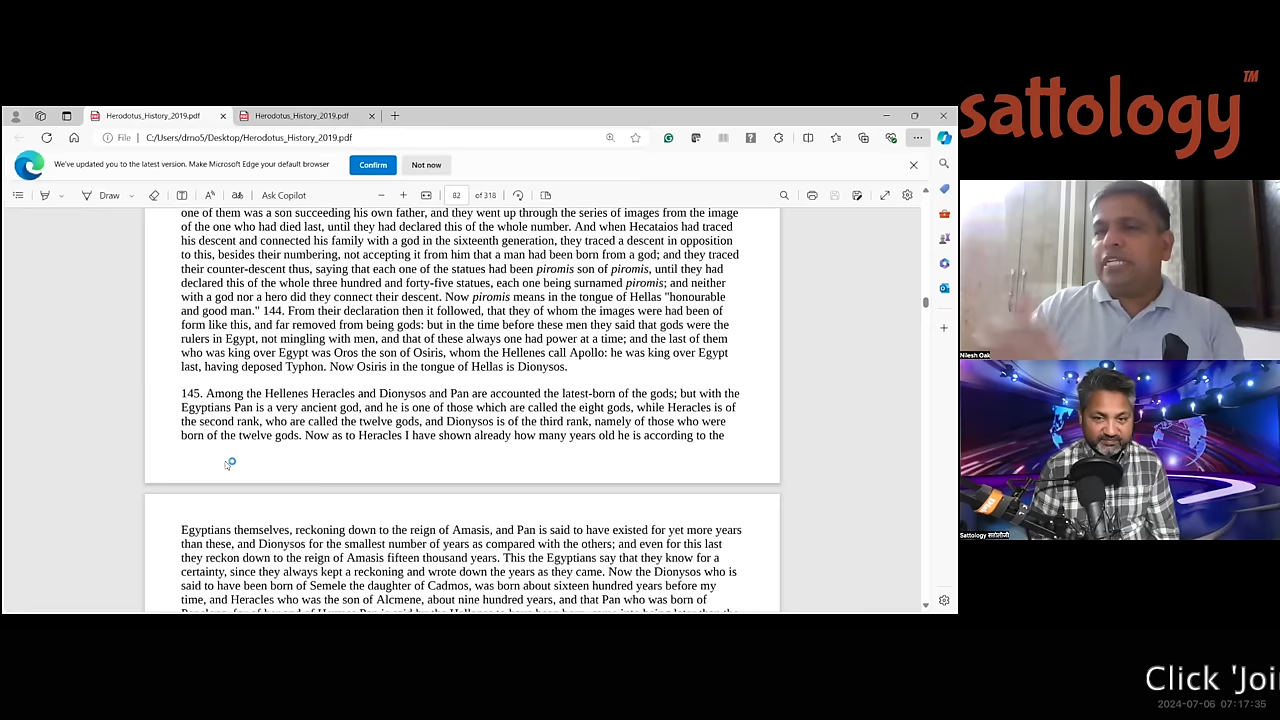 sattology™
Herodotus_History_2019.pdf
Herodotus_History_2019.pdf
File
C:/Users/drno5/Desktop/Herodotus_History_2019.pdf
We've updated you to the latest version. Make Microsoft Edge your default browser
Confirm
Not now
Draw
Ask Copilot
82 of 318
one of them was a son succeeding his own father, and they went up through the series of images from the image
of the one who had died last, until they had declared this of the whole number. And when Hecataios had traced
his descent and connected his family with a god in the sixteenth generation, they traced a descent in opposition
to this, besides their numbering, not accepting it from him that a man had been born from a god; and they traced
their counter-descent thus, saying that each one of the statues had been piromis son of piromis, until they had
declared this of the whole three hundred and forty-five statues, each one being surnamed piromis; and neither
with a god nor a hero did they connect their descent. Now piromis means in the tongue of Hellas "honourable
and good man." 144. From their declaration then it followed, that they of whom the images were had been of
form like this, and far removed from being gods: but in the time before these men they said that gods were the
rulers in Egypt, not mingling with men, and that of these always one had power at a time; and the last of them
who was king over Egypt was Oros the son of Osiris, whom the Hellenes call Apollo: he was king over Egypt
last, having deposed Typhon. Now Osiris in the tongue of Hellas is Dionysos.
145. Among the Hellenes Heracles and Dionysos and Pan are accounted the latest-born of the gods; but with the
Egyptians Pan is a very ancient god, and he is one of those which are called the eight gods, while Heracles is of
the second rank, who are called the twelve gods, and Dionysos is of the third rank, namely of those who were
born of the twelve gods. Now as to Heracles I have shown already how many years old he is according to the
Egyptians themselves, reckoning down to the reign of Amasis, and Pan is said to have existed for yet more years
than these, and Dionysos for the smallest number of years as compared with the others; and even for this last
they reckon down to the reign of Amasis fifteen thousand years. This the Egyptians say that they know for a
certainty, since they always kept a reckoning and wrote down the years as they came. Now the Dionysos who is
said to have been born of Semele the daughter of Cadmos, was born about sixteen hundred years before my
time, and Heracles who was the son of Alcmene, about nine hundred years, and that Pan who was born of
Nilesh Oak
Sattology सत्तोलॉजी
Click 'Joi
2024-07-06 07:17:35